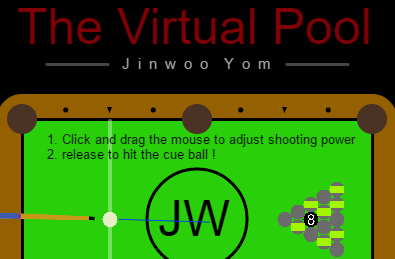 The Virtual Pool
Jinwoo Yom
1. Click and drag the mouse to adjust shooting power
2. release to hit the cue ball !
JW
8